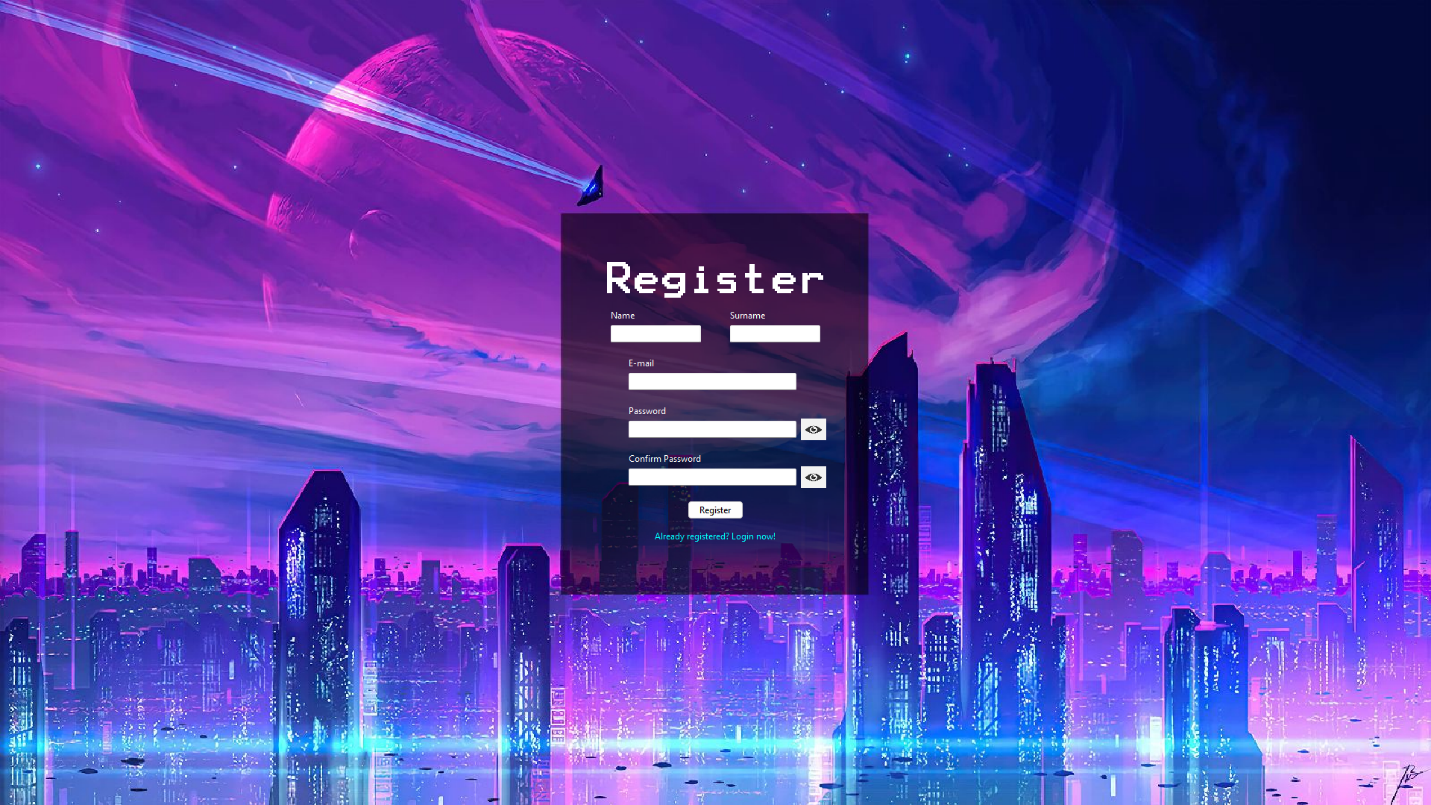 Register
Name Surname
E-mail
Password
Confirm Password
Register
Already registered? Login now!